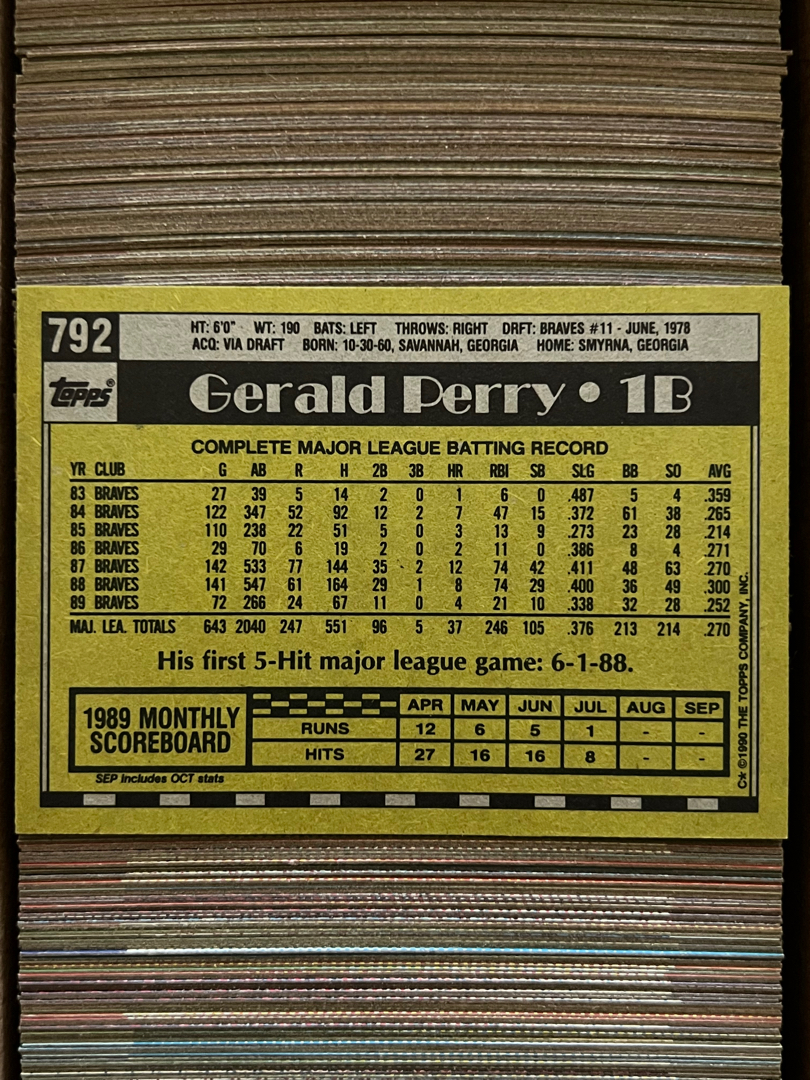 792
HT: 6'0" WT: 190 BATS: LEFT THROWS: RIGHT DRFT: BRAVES #11 - JUNE, 1978
ACQ: VIA DRAFT BORN: 10-30-60, SAVANNAH, GEORGIA HOME: SMYRNA, GEORGIA
Topps®
Gerald Perry • 1B
COMPLETE MAJOR LEAGUE BATTING RECORD
YR CLUB G AB R H 2B 3B HR RBI SB SLG BB SO AVG
83 BRAVES 27 39 5 14 2 0 1 6 0 .487 5 4 .359
84 BRAVES 122 347 52 92 12 2 7 47 15 .372 61 38 .265
85 BRAVES 110 238 22 51 5 0 3 13 9 .273 23 28 .214
86 BRAVES 29 70 6 19 2 0 2 11 0 .386 8 4 .271
87 BRAVES 142 533 77 144 35 2 12 74 42 .411 48 63 .270
88 BRAVES 141 547 61 164 29 1 8 74 29 .400 36 49 .300
89 BRAVES 72 266 24 67 11 0 4 21 10 .338 32 28 .252
MAJ. LEA. TOTALS 643 2040 247 551 96 5 37 246 105 .376 213 214 .270
His first 5-Hit major league game: 6-1-88.
1989 MONTHLY
SCOREBOARD
APR MAY JUN JUL AUG SEP
RUNS 12 6 5 1 - -
HITS 27 16 16 8 - -
SEP includes OCT stats
C* ©1990 THE TOPPS COMPANY, INC.